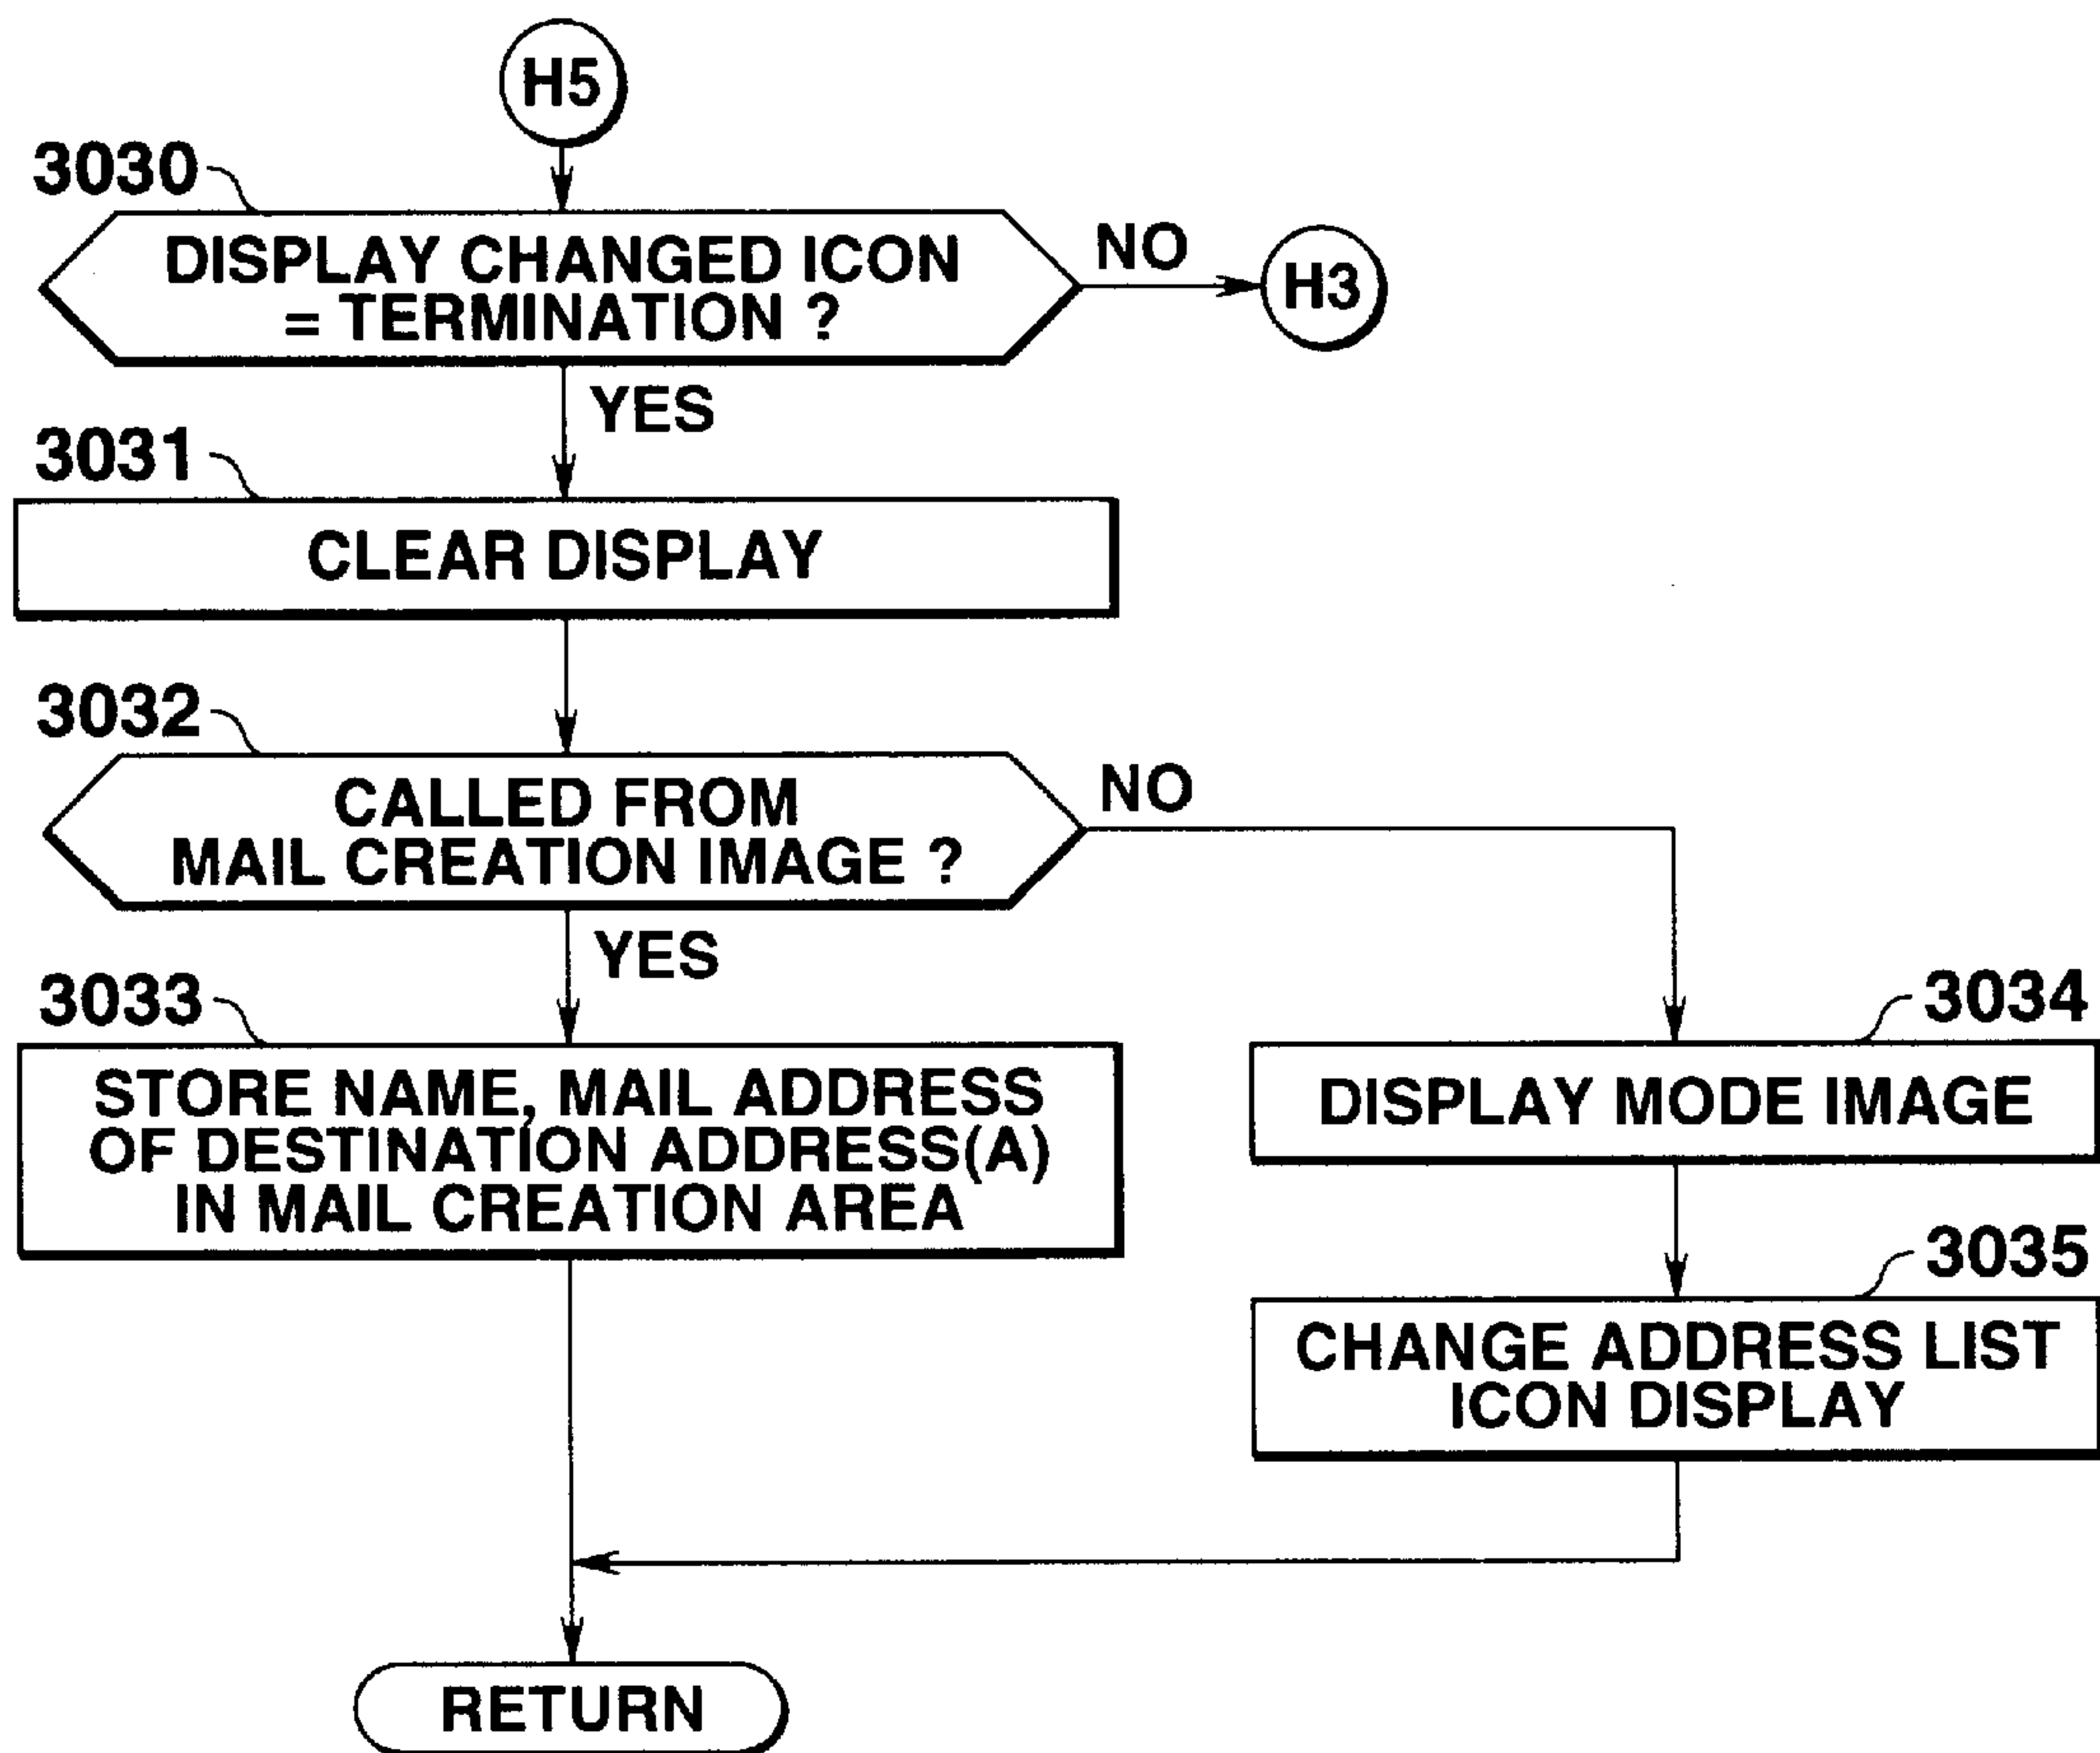 H5
3030
DISPLAY CHANGED ICON
= TERMINATION ?
NO
H3
YES
3031
CLEAR DISPLAY
3032
CALLED FROM
MAIL CREATION IMAGE ?
NO
YES
3033
STORE NAME, MAIL ADDRESS
OF DESTINATION ADDRESS(A)
IN MAIL CREATION AREA
3034
DISPLAY MODE IMAGE
3035
CHANGE ADDRESS LIST
ICON DISPLAY
RETURN